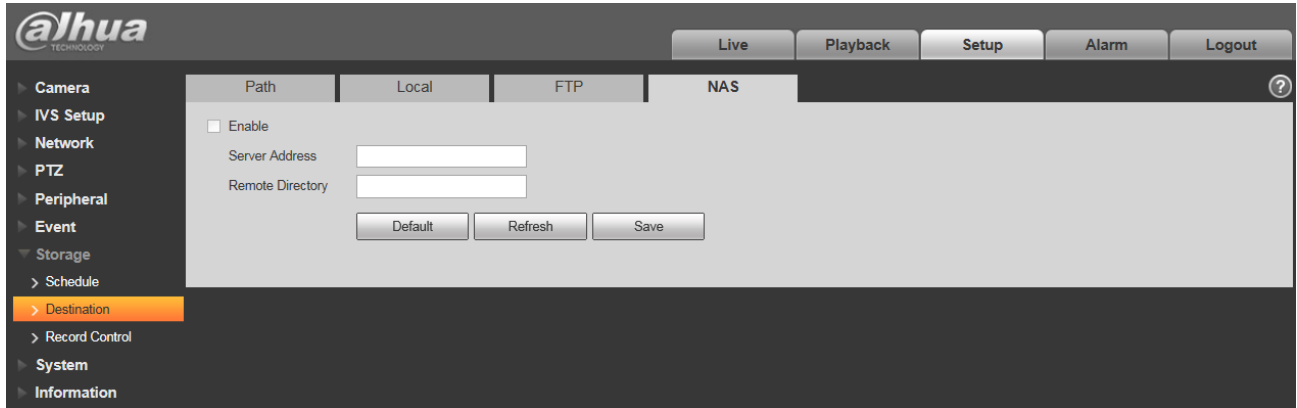 alhua
TECHNOLOGY
Live Playback Setup Alarm Logout
Camera
IVS Setup
Network
PTZ
Peripheral
Event
Storage
Schedule
Destination
Record Control
System
Information
Path Local FTP NAS
?
Enable
Server Address
Remote Directory
Default Refresh Save